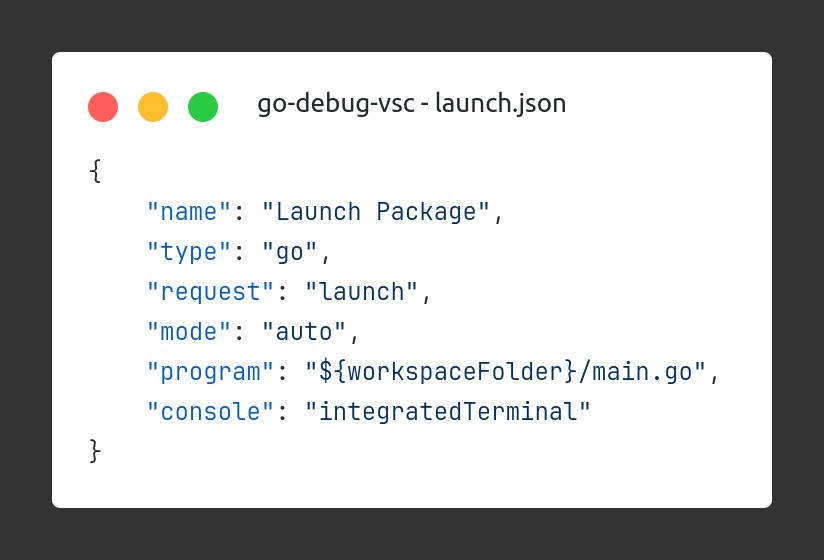 go-debug-vsc - launch.json
{
    "name": "Launch Package",
    "type": "go",
    "request": "launch",
    "mode": "auto",
    "program": "${workspaceFolder}/main.go",
    "console": "integratedTerminal"
}